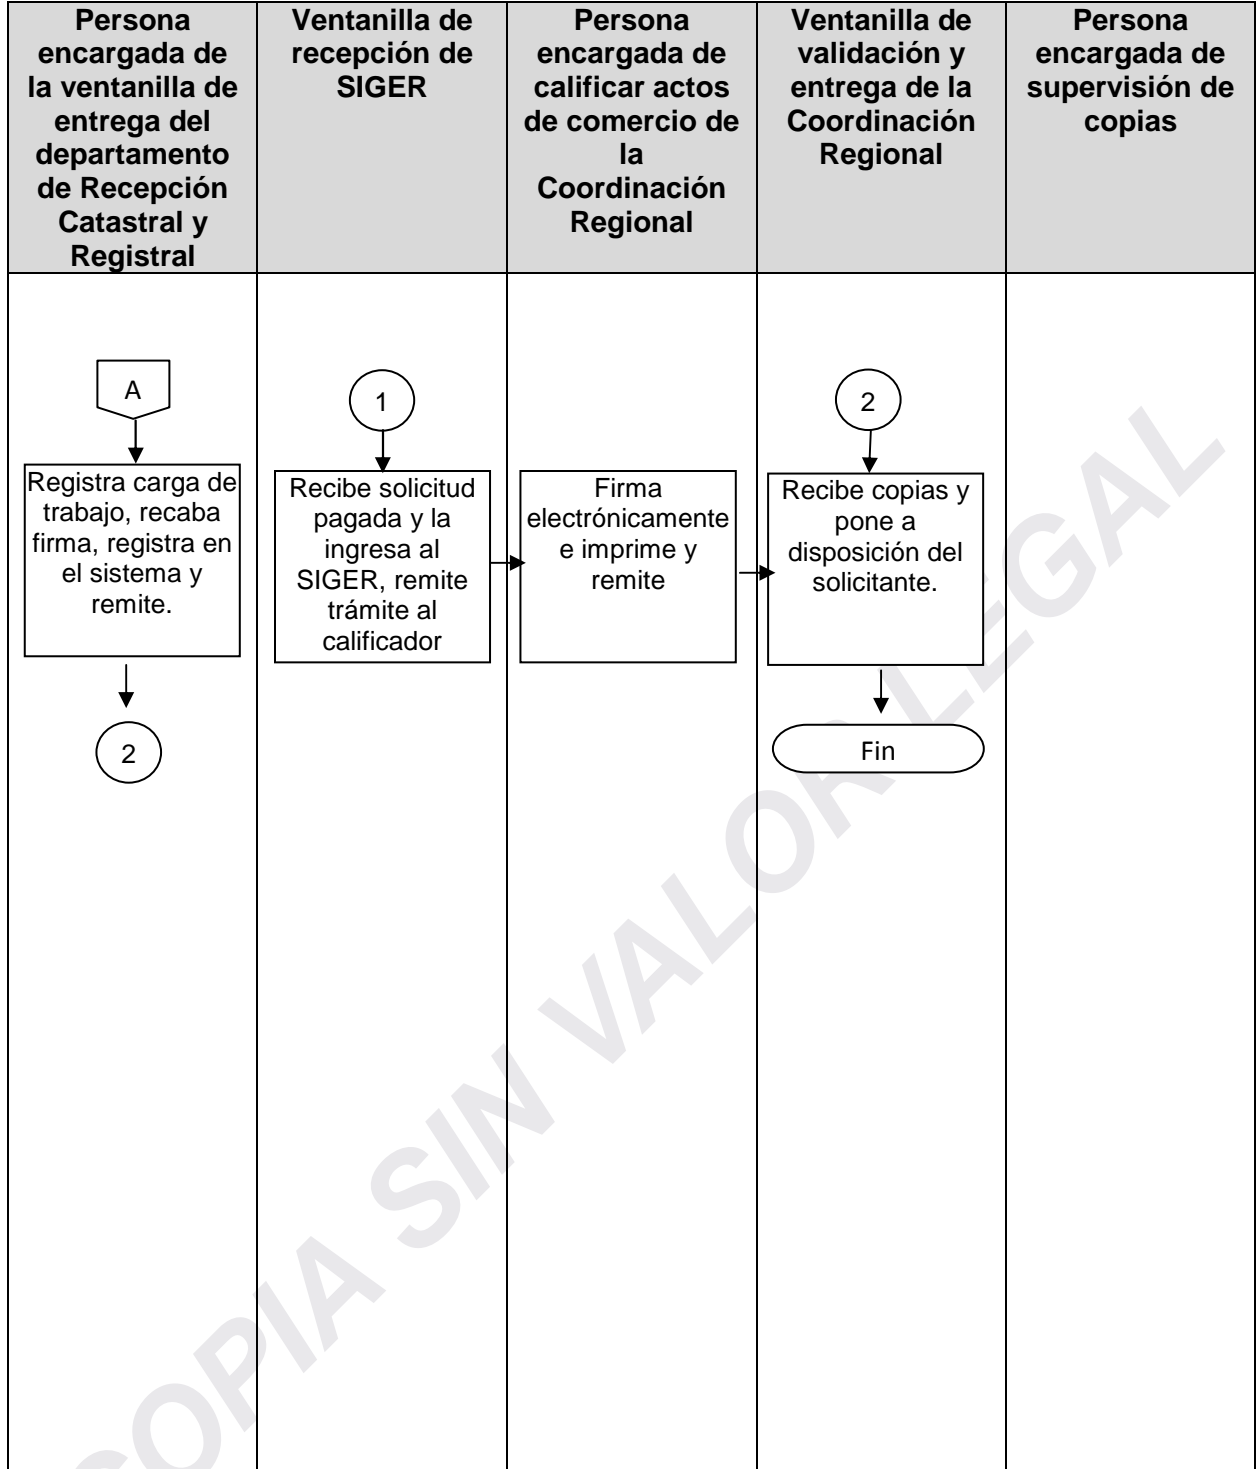 Persona
encargada de
la ventanilla de
entrega del
departamento
de Recepción
Catastral y
Registral
Ventanilla de
recepción de
SIGER
Persona
encargada de
calificar actos
de comercio de
la
Coordinación
Regional
Ventanilla de
validación y
entrega de la
Coordinación
Regional
Persona
encargada de
supervisión de
copias
A
Registra carga de
trabajo, recaba
firma, registra en
el sistema y
remite.
2
1
Recibe solicitud
pagada y la
ingresa al
SIGER, remite
trámite al
calificador
Firma
electrónicamente
e imprime y
remite
2
Recibe copias y
pone a
disposición del
solicitante.
Fin
COPIA SIN VALOR LEGAL